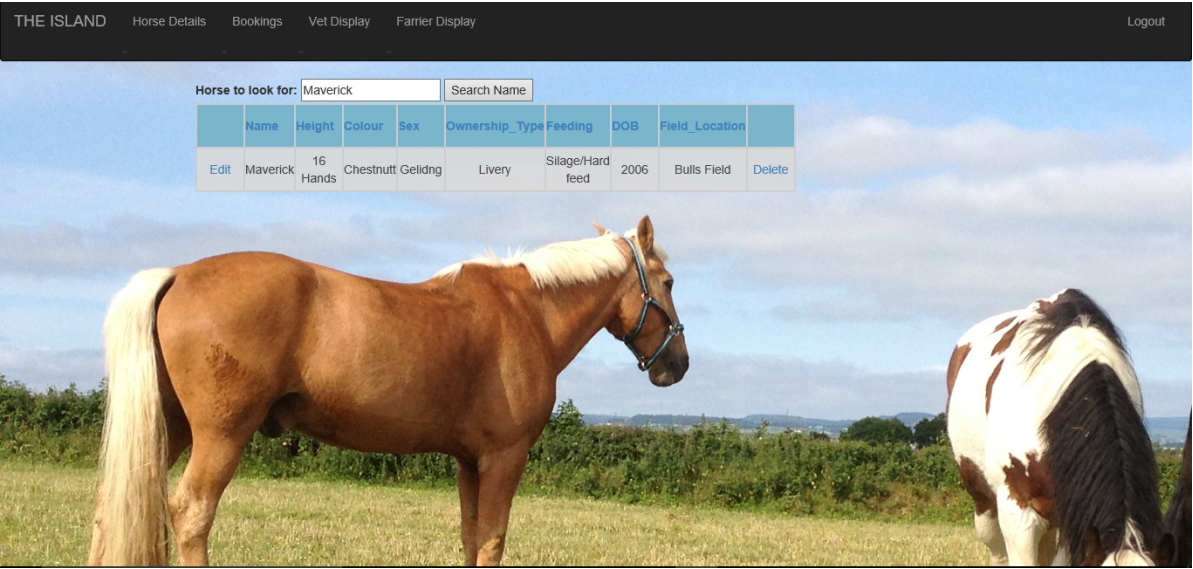 THE ISLAND Horse Details Bookings Vet Display Farrier Display Logout
Horse to look for: Maverick Search Name
Name Height Colour Sex Ownership_Type Feeding DOB Field_Location
Edit Maverick 16 Hands Chestnutt Gelidng Livery Silage/Hard feed 2006 Bulls Field Delete